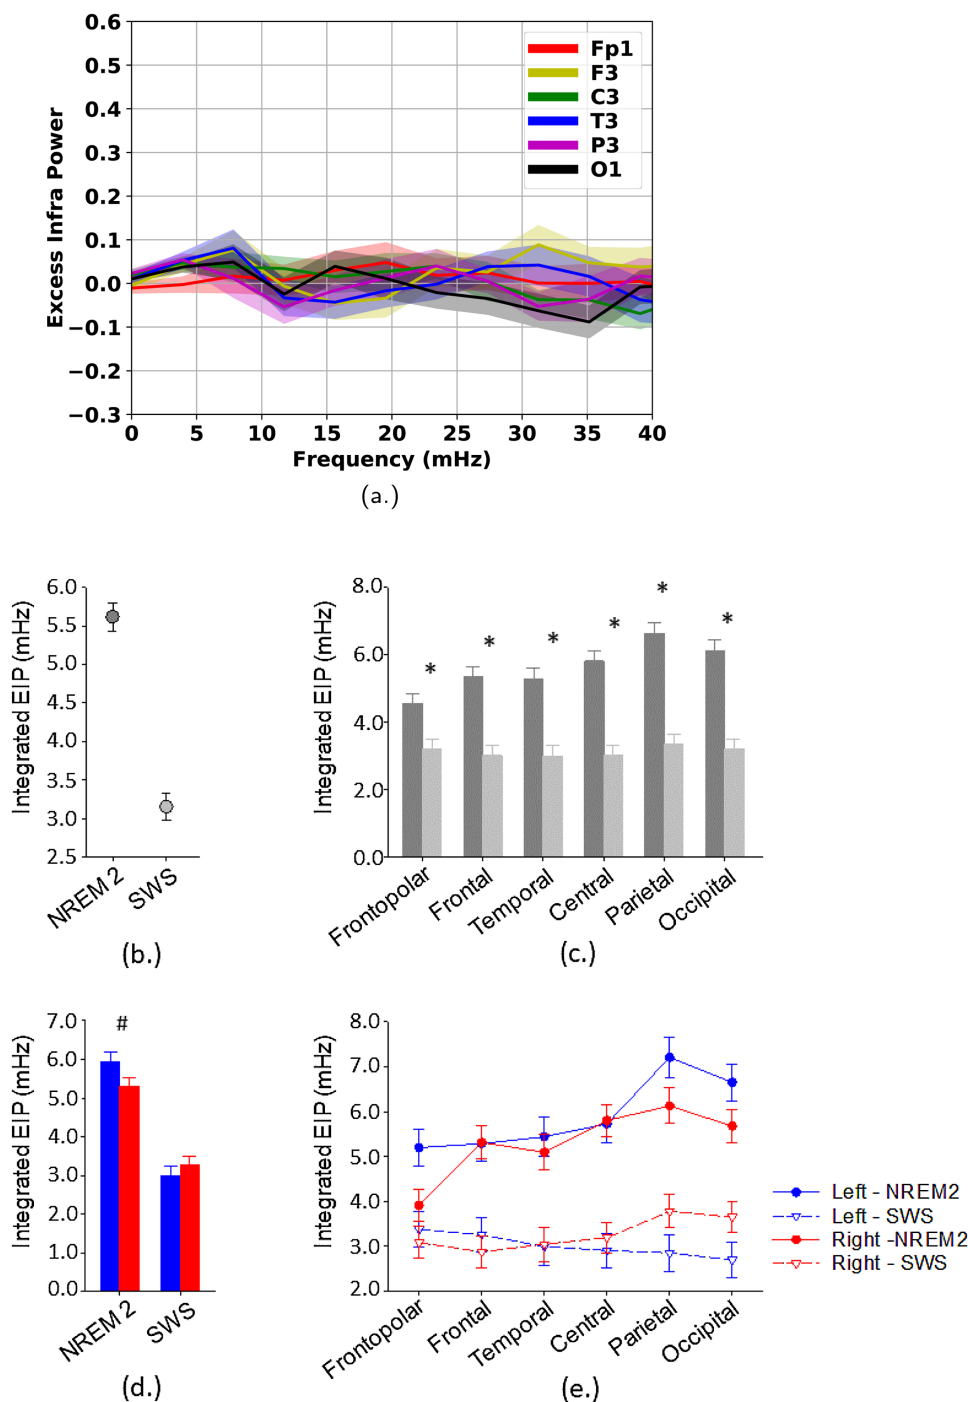 0.6
0.5
0.4
0.3
0.2
0.1
0.0
−0.1
−0.2
−0.3
Excess Infra Power
Fp1
F3
C3
T3
P3
O1
0 5 10 15 20 25 30 35 40
Frequency (mHz)
(a.)
6.0
5.5
5.0
4.5
4.0
3.5
3.0
2.5
Integrated EIP (mHz)
NREM 2 SWS
(b.)
8.0
6.0
4.0
2.0
0.0
Integrated EIP (mHz)
* * * * * *
Frontopolar Frontal Temporal Central Parietal Occipital
(c.)
7.0
6.0
5.0
4.0
3.0
2.0
1.0
0.0
Integrated EIP (mHz)
#
NREM 2 SWS
(d.)
8.0
7.0
6.0
5.0
4.0
3.0
2.0
Integrated EIP (mHz)
Frontopolar Frontal Temporal Central Parietal Occipital
(e.)
Left - NREM2
Left - SWS
Right -NREM2
Right - SWS